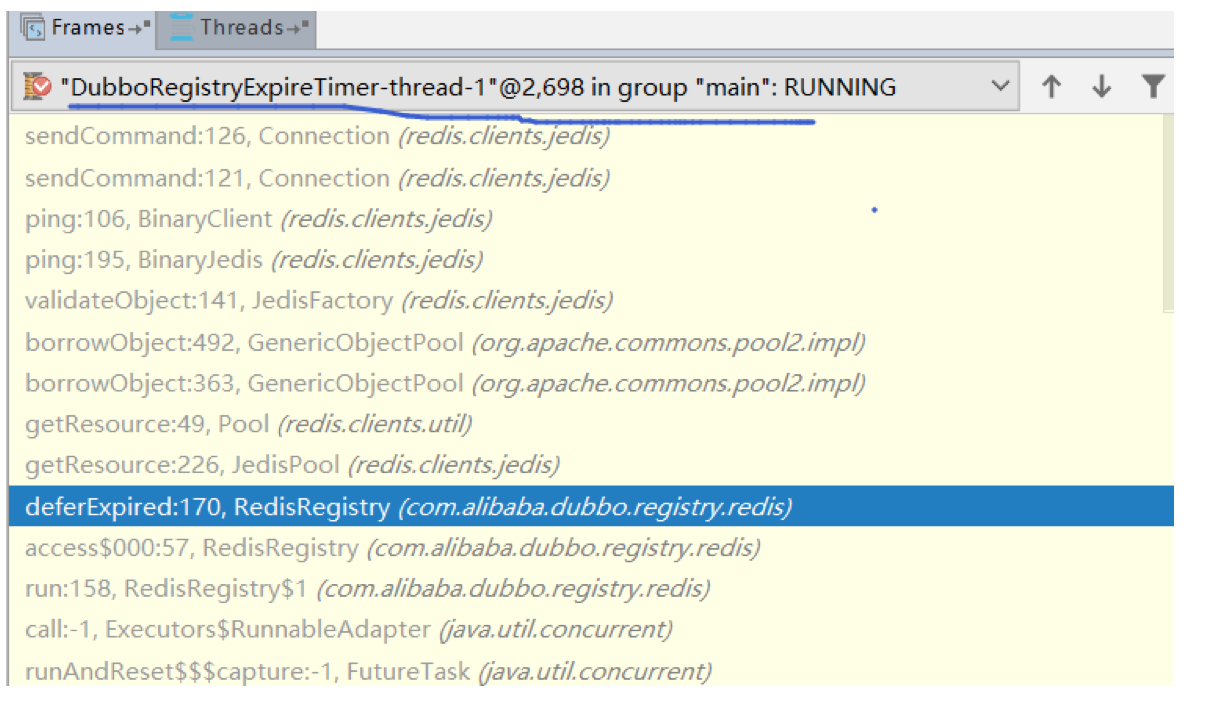 Frames Threads
"DubboRegistryExpireTimer-thread-1"@2,698 in group "main": RUNNING
sendCommand:126, Connection (redis.clients.jedis)
sendCommand:121, Connection (redis.clients.jedis)
ping:106, BinaryClient (redis.clients.jedis)
ping:195, BinaryJedis (redis.clients.jedis)
validateObject:141, JedisFactory (redis.clients.jedis)
borrowObject:492, GenericObjectPool (org.apache.commons.pool2.impl)
borrowObject:363, GenericObjectPool (org.apache.commons.pool2.impl)
getResource:49, Pool (redis.clients.util)
getResource:226, JedisPool (redis.clients.jedis)
deferExpired:170, RedisRegistry (com.alibaba.dubbo.registry.redis)
access$000:57, RedisRegistry (com.alibaba.dubbo.registry.redis)
run:158, RedisRegistry$1 (com.alibaba.dubbo.registry.redis)
call:-1, Executors$RunnableAdapter (java.util.concurrent)
runAndReset$$$capture:-1, FutureTask (java.util.concurrent)